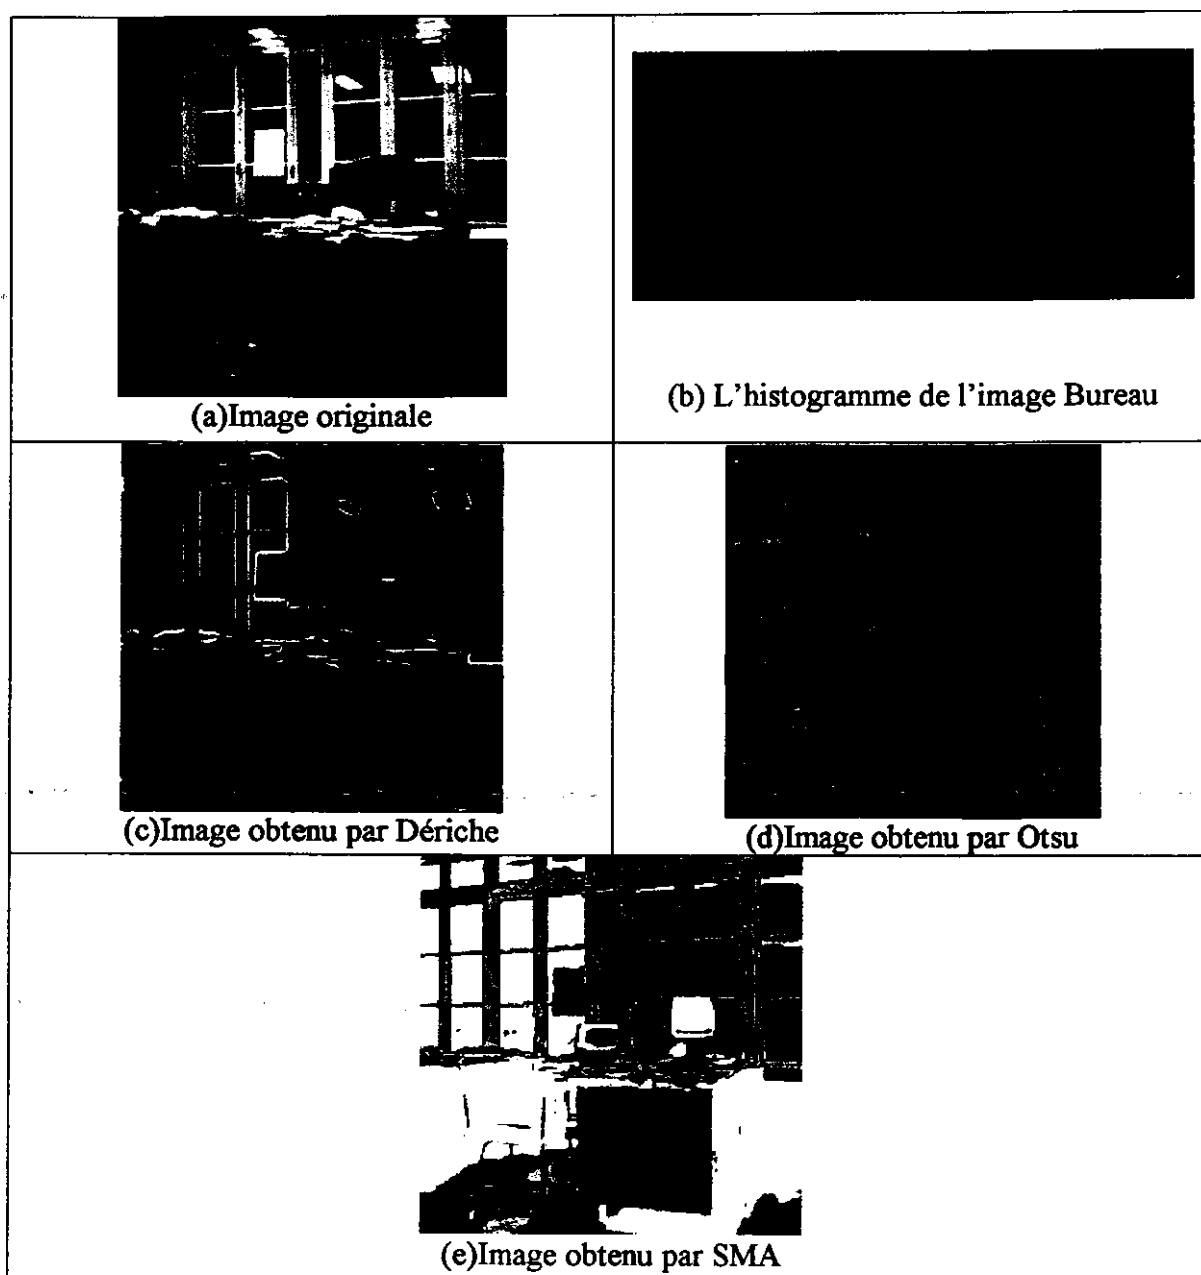 (a)Image originale
(b) L'histogramme de l'image Bureau
(c)Image obtenu par Dériche
(d)Image obtenu par Otsu
(e)Image obtenu par SMA